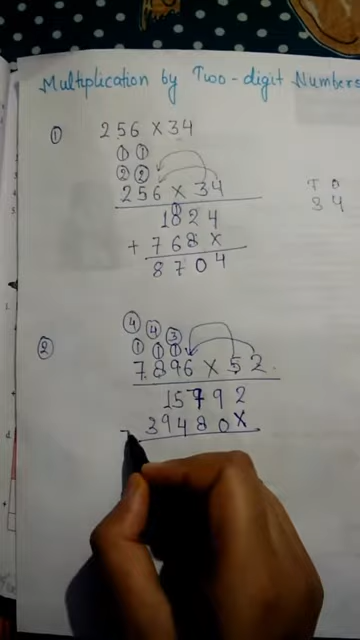 Multiplication by Two-digit Numbers
① 256 × 34
① ①
② ②
256 × 34
T O
3 4
1024
+ 768 ×
8704
④ ④ ③
② ① ① ①
7896 × 52
15792
39480 ×